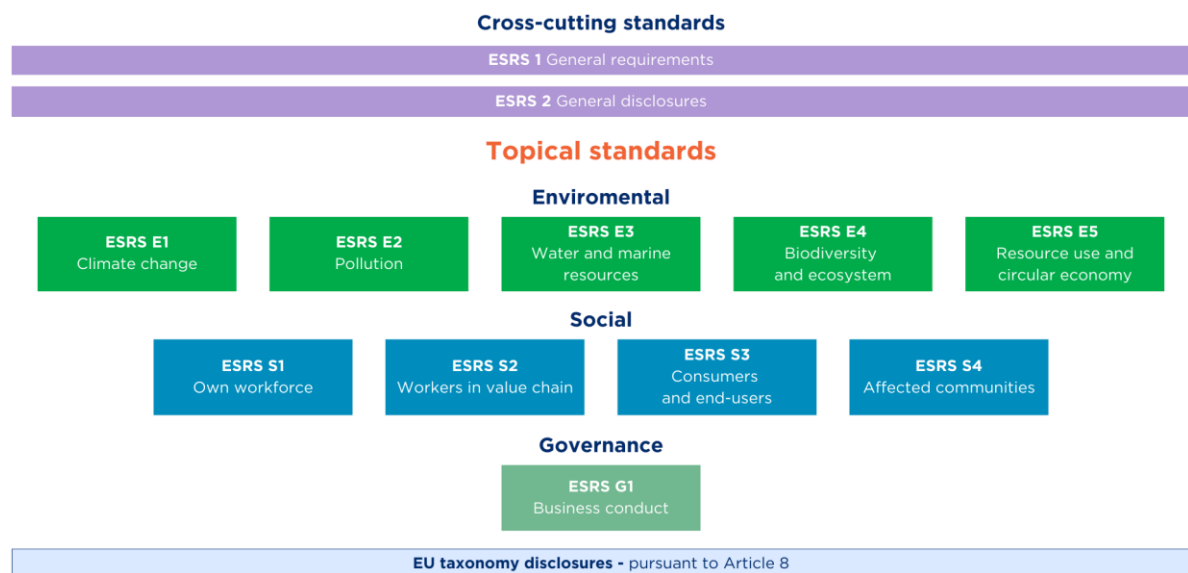 Cross-cutting standards
ESRS 1 General requirements
ESRS 2 General disclosures
Topical standards
Enviromental
ESRS E1
Climate change
ESRS E2
Pollution
ESRS E3
Water and marine
resources
ESRS E4
Biodiversity
and ecosystem
ESRS E5
Resource use and
circular economy
Social
ESRS S1
Own workforce
ESRS S2
Workers in value chain
ESRS S3
Consumers
and end-users
ESRS S4
Affected communities
Governance
ESRS G1
Business conduct
EU taxonomy disclosures - pursuant to Article 8